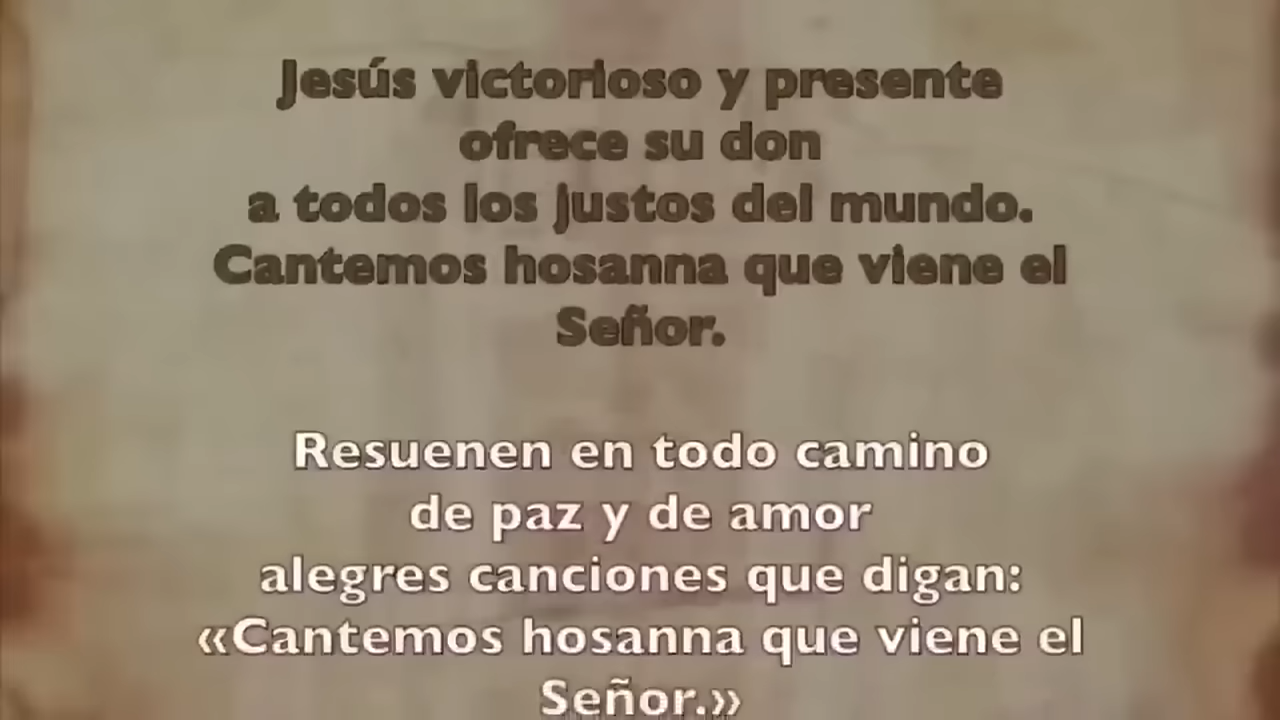 Jesús victorioso y presente
ofrece su don
a todos los justos del mundo.
Cantemos hosanna que viene el
Señor.
Resuenen en todo camino
de paz y de amor
alegres canciones que digan:
«Cantemos hosanna que viene el
Señor.»